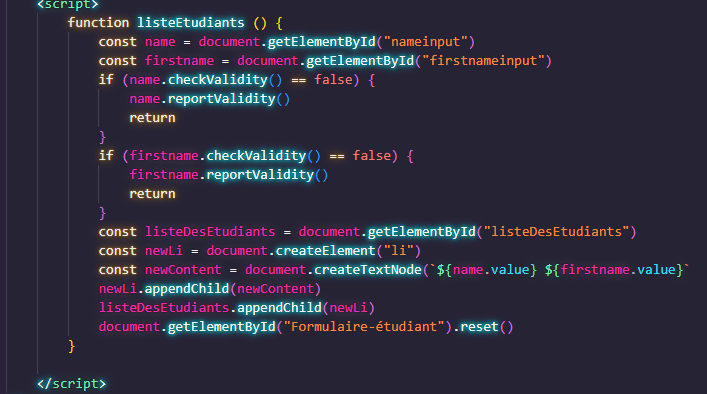 <script>
function listeEtudiants () {
const name = document.getElementById("nameinput")
const firstname = document.getElementById("firstnameinput")
if (name.checkValidity() == false) {
name.reportValidity()
return
}
if (firstname.checkValidity() == false) {
firstname.reportValidity()
return
}
const listeDesEtudiants = document.getElementById("listeDesEtudiants")
const newLi = document.createElement("li")
const newContent = document.createTextNode(`${name.value} ${firstname.value}`
newLi.appendChild(newContent)
listeDesEtudiants.appendChild(newLi)
document.getElementById("Formulaire-étudiant").reset()
}
</script>